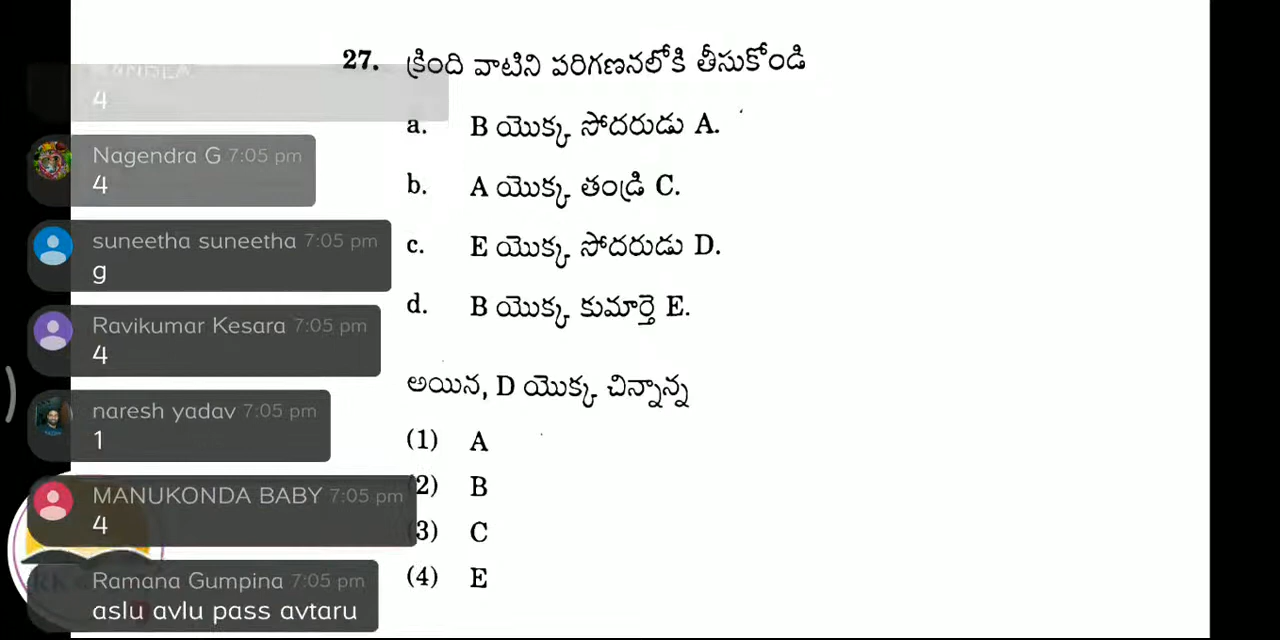 27. క్రింది వాటిని పరిగణనలోకి తీసుకోండి
a. B యొక్క సోదరుడు A.
b. A యొక్క తండ్రి C.
c. E యొక్క సోదరుడు D.
d. B యొక్క కుమార్తె E.
అయిన, D యొక్క చిన్నాన్న
(1) A
(2) B
(3) C
(4) E
4
Nagendra G 7:05 pm
4
suneetha suneetha 7:05 pm
g
Ravikumar Kesara 7:05 pm
4
naresh yadav 7:05 pm
1
MANUKONDA BABY 7:05 pm
4
Ramana Gumpina 7:05 pm
aslu avlu pass avtaru